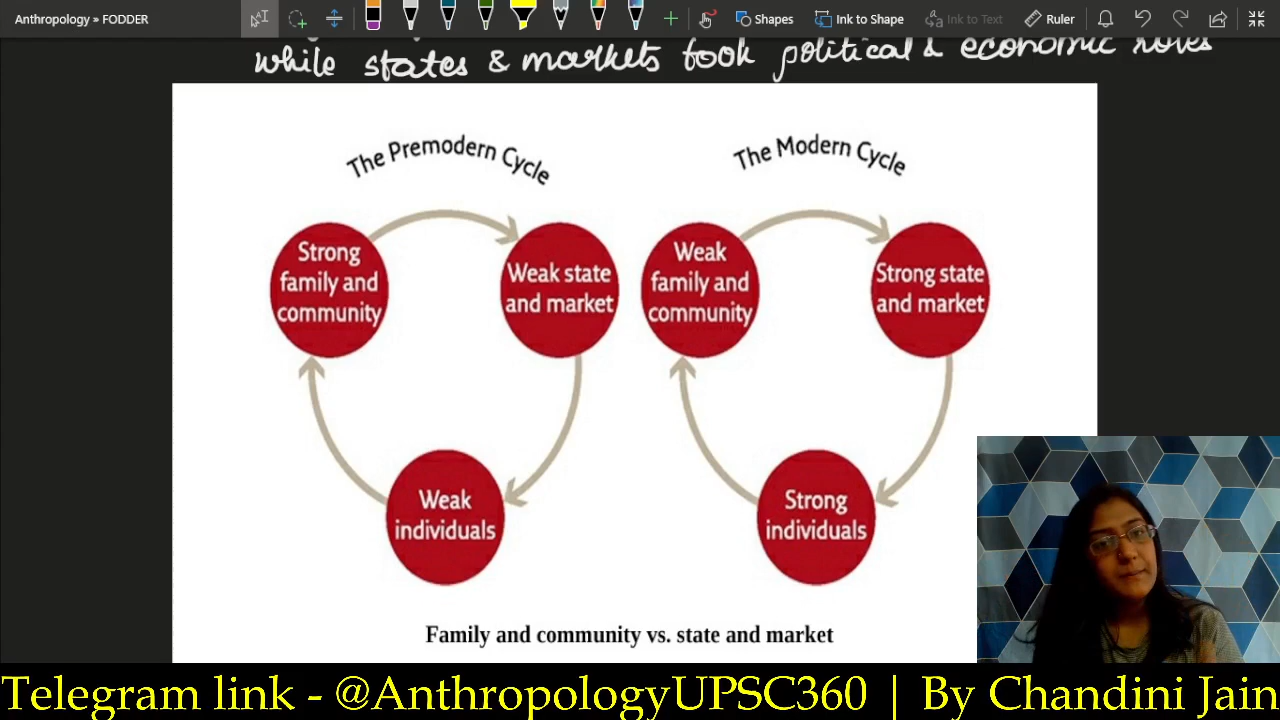 Anthropology » FODDER
Shapes
Ink to Shape
Ink to Text
Ruler
while states & markets took political & economic roles
The Premodern Cycle
Strong
family and
community
Weak state
and market
Weak
individuals
The Modern Cycle
Weak
family and
community
Strong state
and market
Strong
individuals
Family and community vs. state and market
Telegram link - @AnthropologyUPSC360 | By Chandini Jain